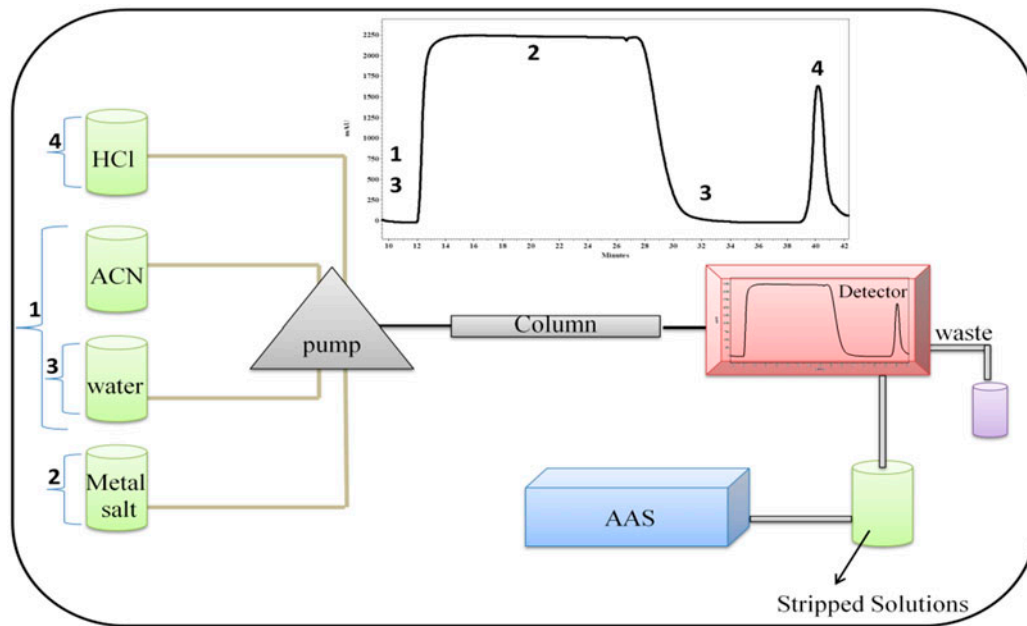 2250
2000
1750
1500
1250
1000
750
500
250
0
mAU
1
3
2
3
4
10 12 14 16 18 20 22 24 26 28 30 32 34 36 38 40 42
Minutes
4
HCl
1
ACN
3
water
2
Metal
salt
pump
Column
Detector
waste
AAS
Stripped Solutions